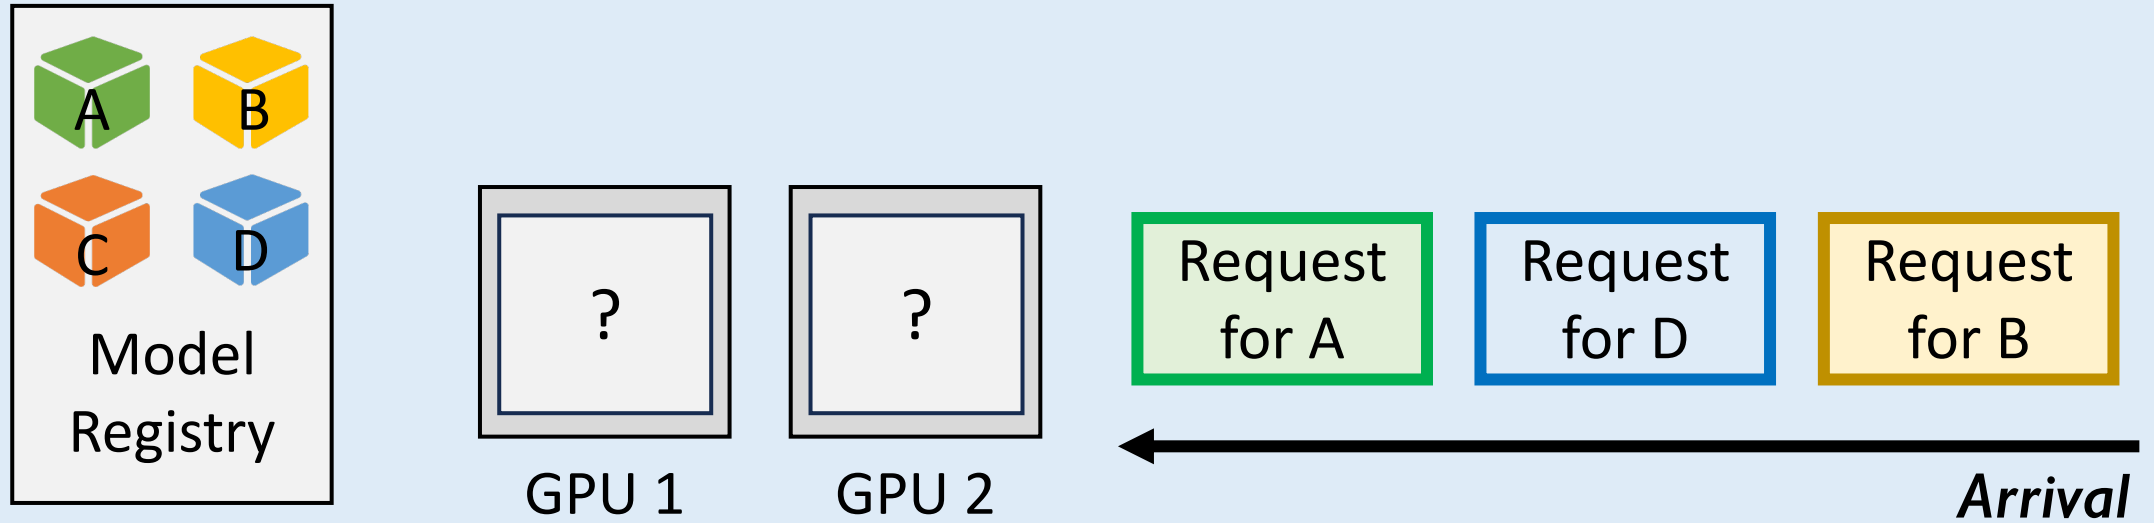 A
B
C
D
Model
Registry
?
GPU 1
?
GPU 2
Request
for A
Request
for D
Request
for B
Arrival